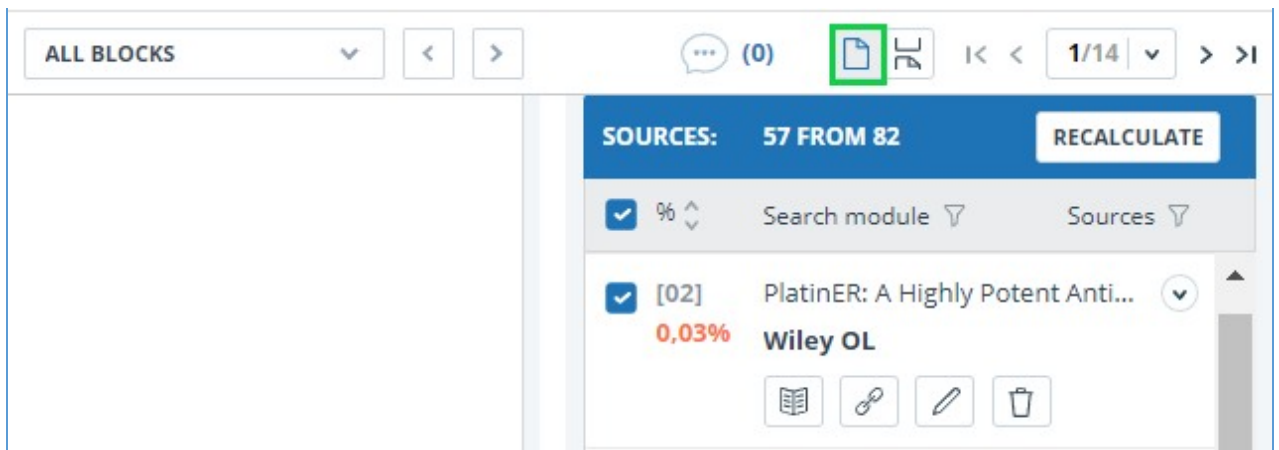 ALL BLOCKS (0) 1/14
SOURCES: 57 FROM 82 RECALCULATE
% Search module Sources
[02] PlatinER: A Highly Potent Anti...
0,03% Wiley OL